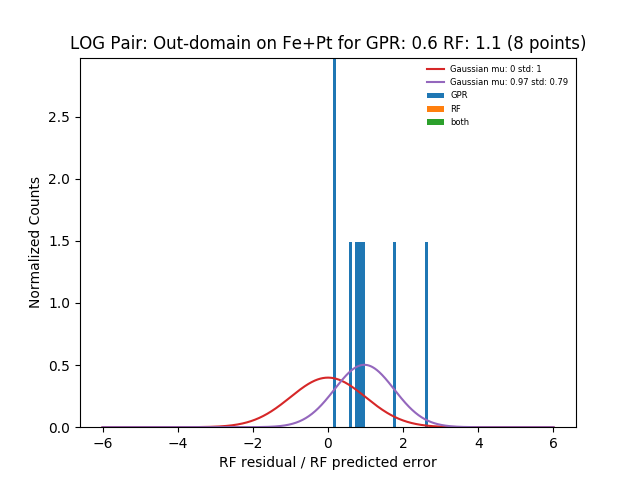 LOG Pair: Out-domain on Fe+Pt for GPR: 0.6 RF: 1.1 (8 points)
Gaussian mu: 0 std: 1
Gaussian mu: 0.97 std: 0.79
GPR
RF
both
Normalized Counts
2.5
2.0
1.5
1.0
0.5
0.0
−6 −4 −2 0 2 4 6
RF residual / RF predicted error